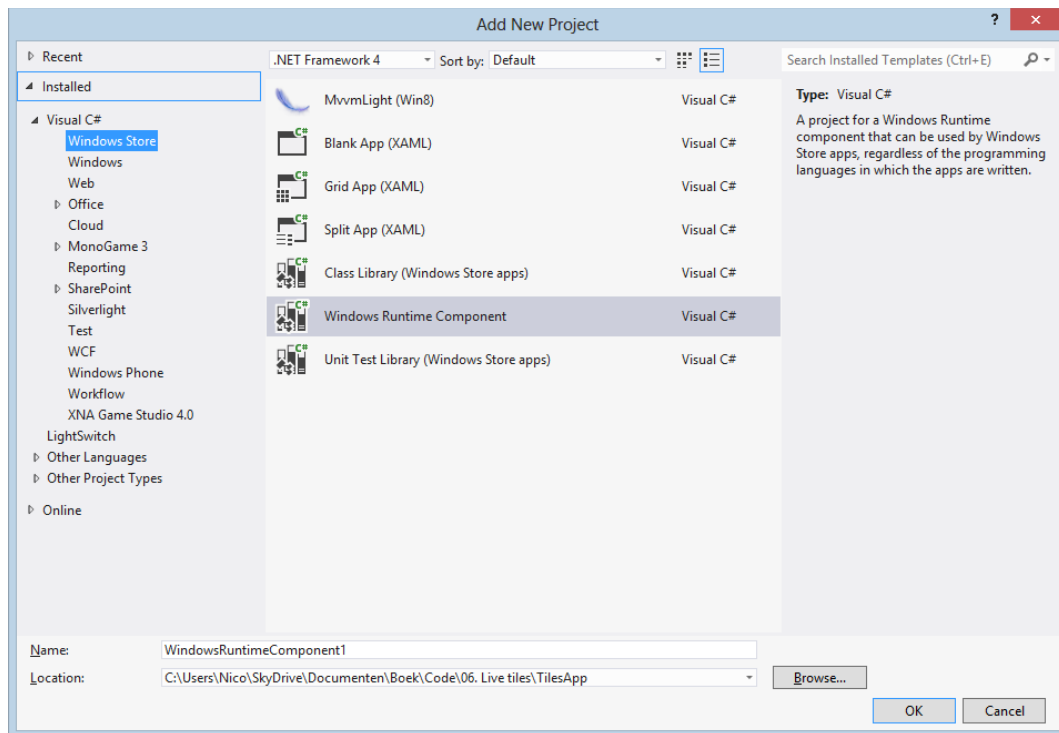 Add New Project
?
Recent
.NET Framework 4
Sort by: Default
Search Installed Templates (Ctrl+E)
Installed
Visual C#
Windows Store
Windows
Web
Office
Cloud
MonoGame 3
Reporting
SharePoint
Silverlight
Test
WCF
Windows Phone
Workflow
XNA Game Studio 4.0
LightSwitch
Other Languages
Other Project Types
Online
MvvmLight (Win8) Visual C#
C# Blank App (XAML) Visual C#
C# Grid App (XAML) Visual C#
C# Split App (XAML) Visual C#
C# Class Library (Windows Store apps) Visual C#
C# Windows Runtime Component Visual C#
C# Unit Test Library (Windows Store apps) Visual C#
Type: Visual C#
A project for a Windows Runtime
component that can be used by Windows
Store apps, regardless of the programming
languages in which the apps are written.
Name: WindowsRuntimeComponent1
Location: C:\Users\Nico\SkyDrive\Documenten\Boek\Code\06. Live tiles\TilesApp
Browse...
OK Cancel